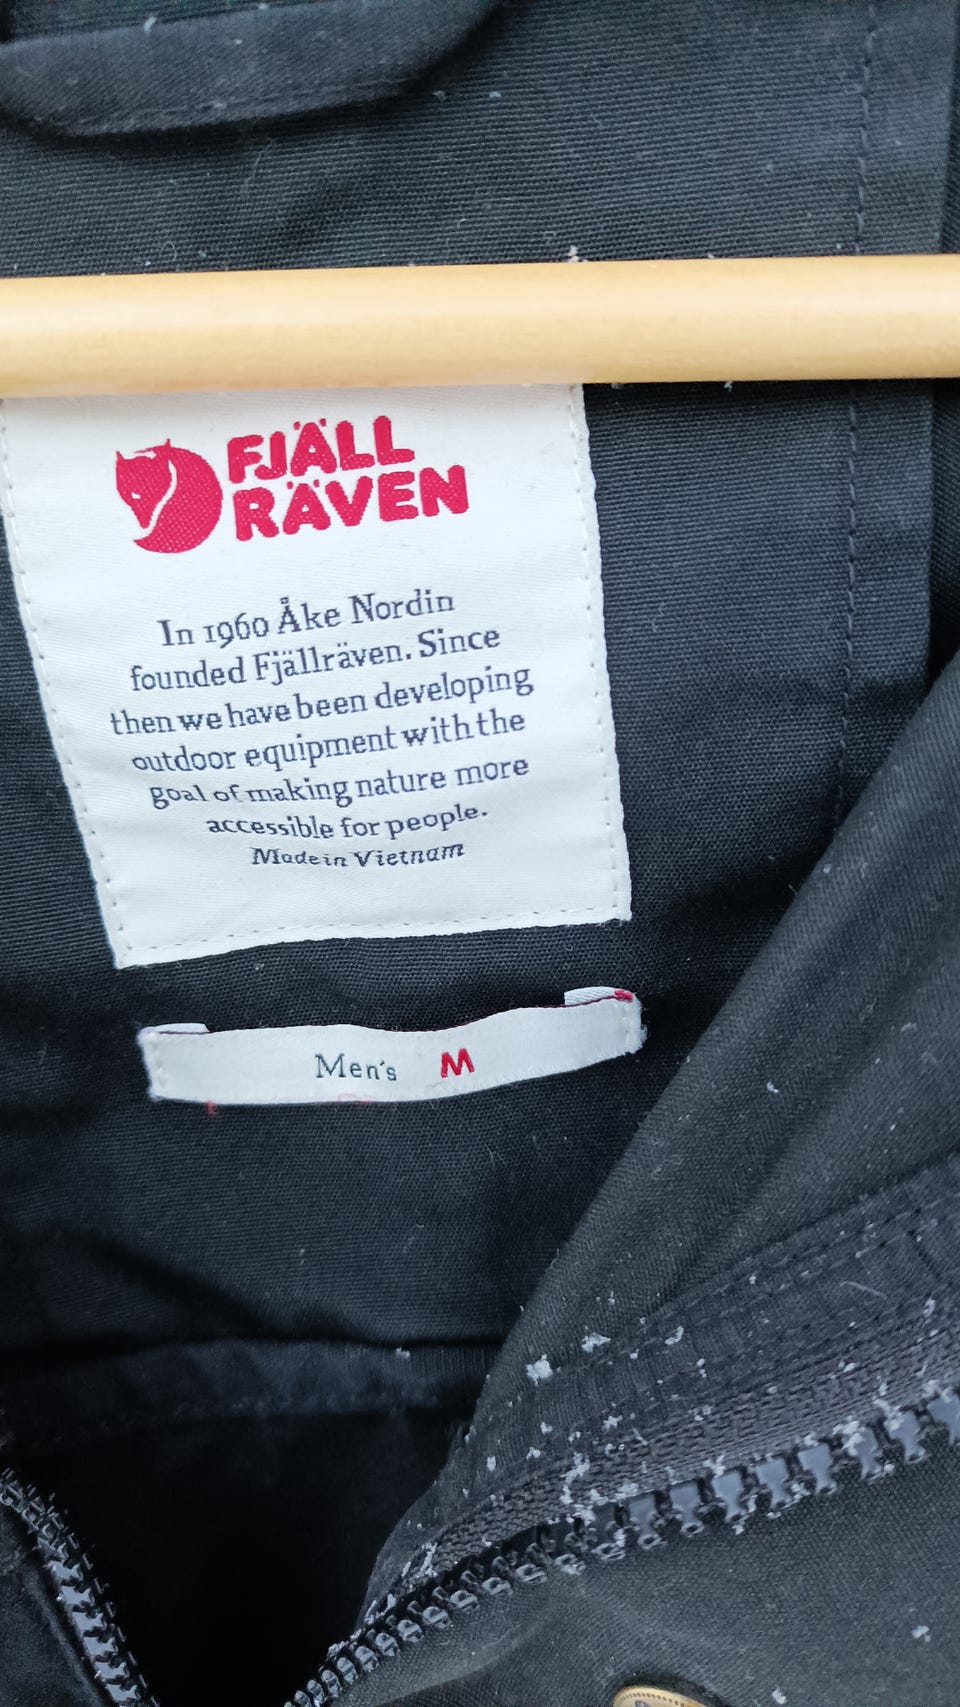 FJÄLL
RÄVEN
In 1960 Åke Nordin
founded Fjällräven. Since
then we have been developing
outdoor equipment with the
goal of making nature more
accessible for people.
Made in Vietnam
Men's M